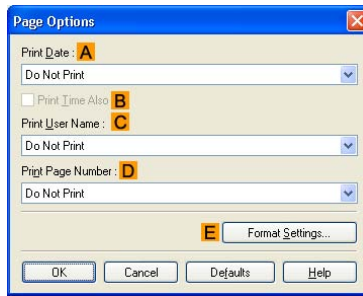 Page Options
Print Date : A
Do Not Print
Print Time Also B
Print User Name : C
Do Not Print
Print Page Number : D
Do Not Print
E Format Settings...
OK Cancel Defaults Help